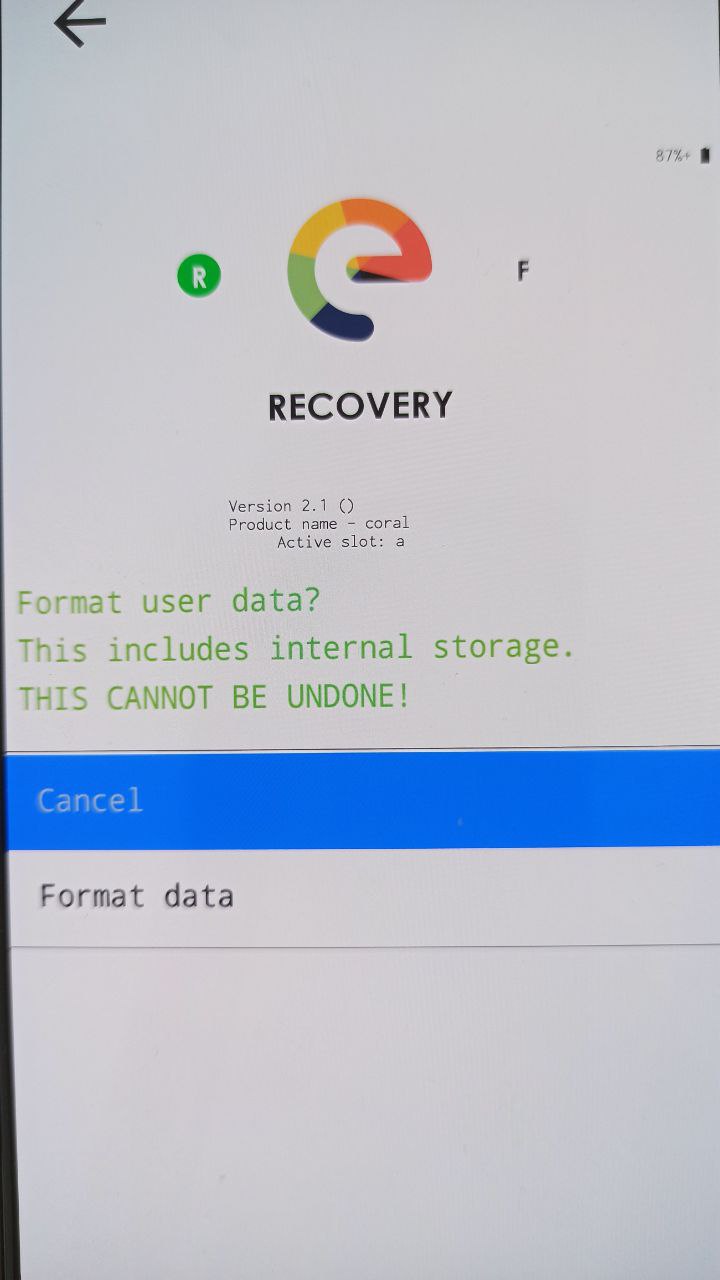 87%+
R
e
F
RECOVERY
Version 2.1 ()
Product name - coral
Active slot: a
Format user data?
This includes internal storage.
THIS CANNOT BE UNDONE!
Cancel
Format data